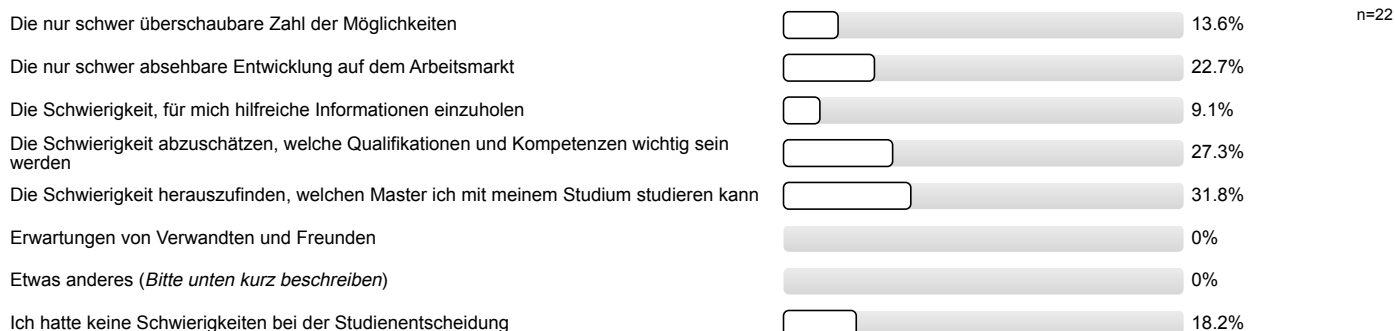 Die nur schwer überschaubare Zahl der Möglichkeiten 13.6% n=22
Die nur schwer absehbare Entwicklung auf dem Arbeitsmarkt 22.7%
Die Schwierigkeit, für mich hilfreiche Informationen einzuholen 9.1%
Die Schwierigkeit abzuschätzen, welche Qualifikationen und Kompetenzen wichtig sein
werden 27.3%
Die Schwierigkeit herauszufinden, welchen Master ich mit meinem Studium studieren kann 31.8%
Erwartungen von Verwandten und Freunden 0%
Etwas anderes (Bitte unten kurz beschreiben) 0%
Ich hatte keine Schwierigkeiten bei der Studienentscheidung 18.2%